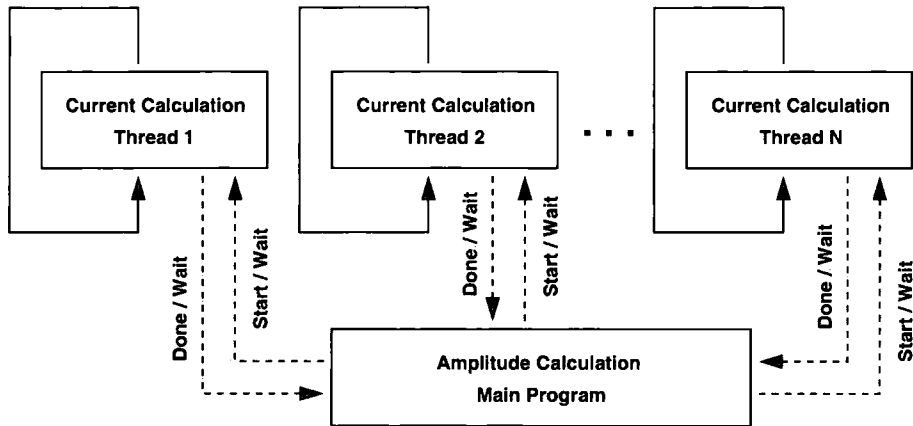 Current Calculation
Thread 1
Current Calculation
Thread 2
. . .
Current Calculation
Thread N
Done / Wait
Start / Wait
Done / Wait
Start / Wait
Done / Wait
Start / Wait
Amplitude Calculation
Main Program